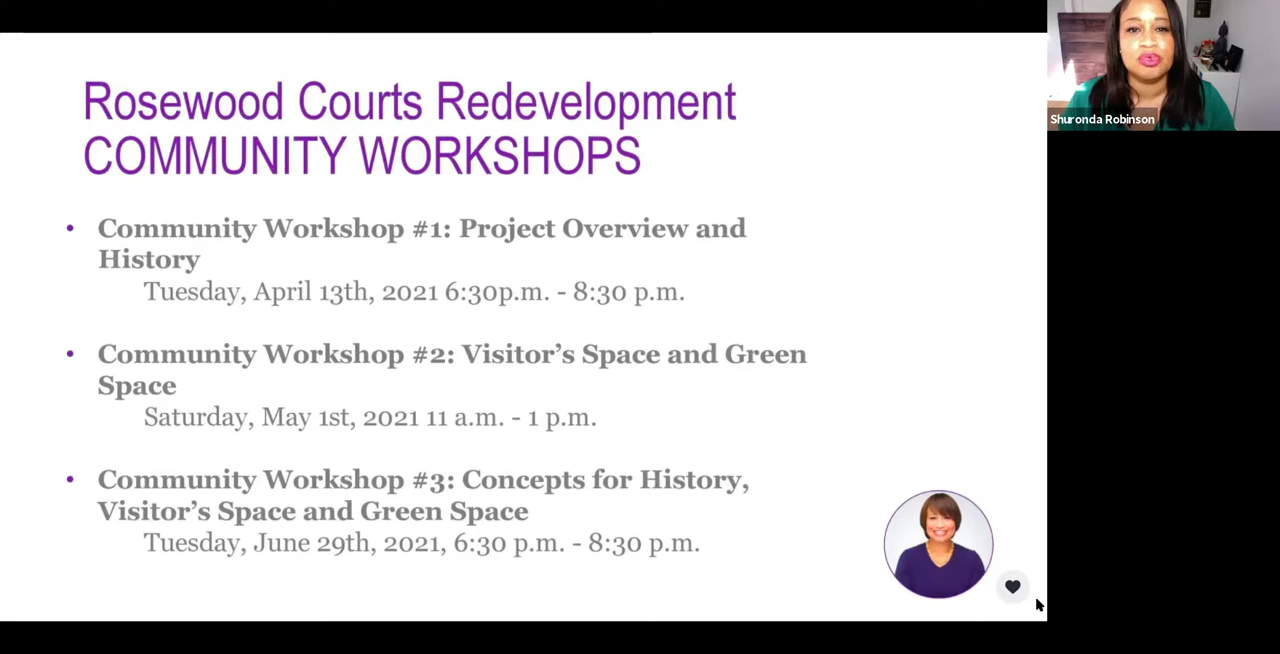 Rosewood Courts Redevelopment
COMMUNITY WORKSHOPS
• Community Workshop #1: Project Overview and
History
Tuesday, April 13th, 2021 6:30p.m. - 8:30 p.m.
• Community Workshop #2: Visitor’s Space and Green
Space
Saturday, May 1st, 2021 11 a.m. - 1 p.m.
• Community Workshop #3: Concepts for History,
Visitor’s Space and Green Space
Tuesday, June 29th, 2021, 6:30 p.m. - 8:30 p.m.
Shuronda Robinson